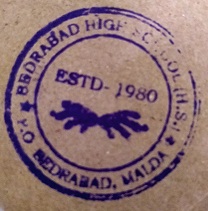 BEDRABAD HIGH SCHOOL (H.S.)
ESTD- 1980
P.O. BEDRABAD, MALDA